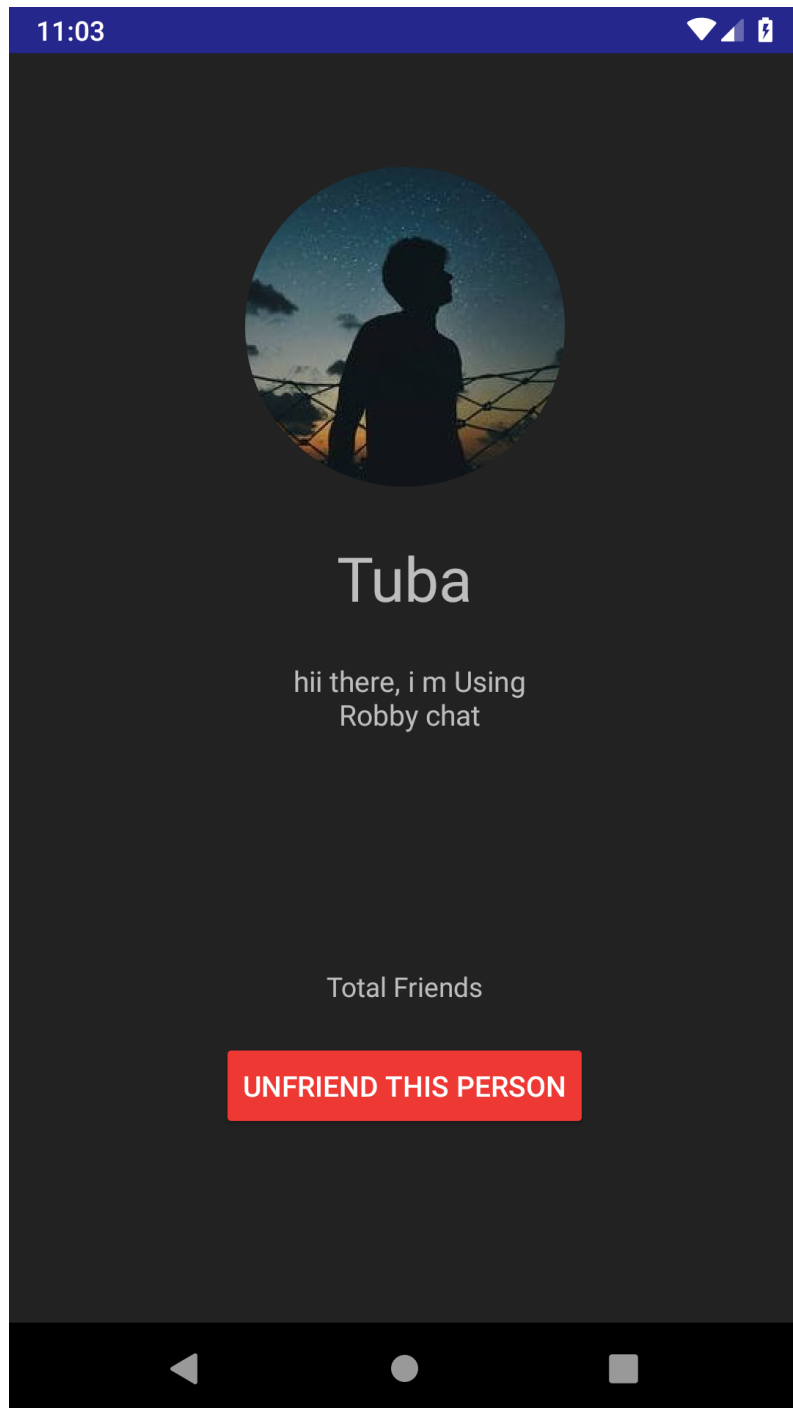 11:03
Tuba
hii there, i m Using
Robby chat
Total Friends
UNFRIEND THIS PERSON